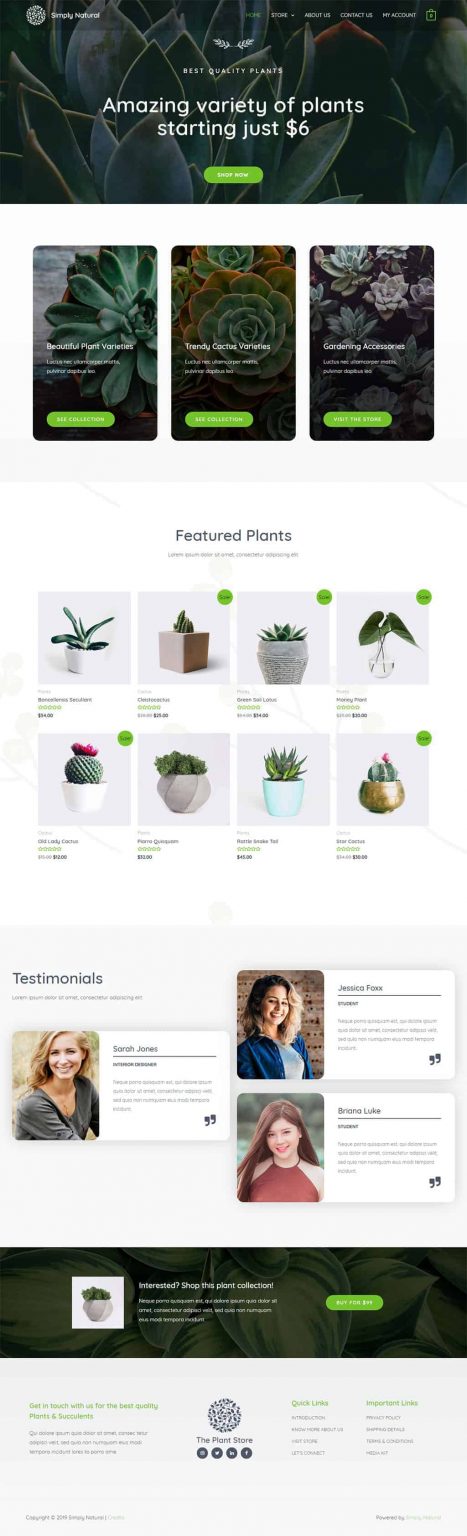 Simply Natural
HOME STORE ABOUT US CONTACT US MY ACCOUNT 0
BEST QUALITY PLANTS
Amazing variety of plants
starting just $6
SHOP NOW
Beautiful Plant Varieties
Luctus nec ullamcorper mattis,
pulvinar dapibus leo.
SEE COLLECTION
Trendy Cactus Varieties
Luctus nec ullamcorper mattis,
pulvinar dapibus leo.
SEE COLLECTION
Gardening Accessories
Luctus nec ullamcorper mattis,
pulvinar dapibus leo.
VISIT THE STORE
Featured Plants
Lorem ipsum dolor sit amet, consectetur adipiscing elit
Plants
Boncellensis Secullant
$34.00
Sale!
Cactus
Cleistocactus
$25.00
Sale!
Plants
Green Soil Lotus
$34.00
Sale!
Plants
Money Plant
$30.00
Sale!
Cactus
Old Lady Cactus
$15.00 $12.00
Plants
Piorro Quisquam
$32.00
Plants
Rattle Snake Tail
$45.00
Sale!
Cactus
Star Cactus
$30.00
Testimonials
Lorem ipsum dolor sit amet, consectetur adipiscing elit
Sarah Jones
INTERIOR DESIGNER
Neque porro quisquam est, qui dolore ipsum
quia dolor sit amet, consectetur adipisci velit,
sed quia non numquam eius modi tempora
incidunt.
Jessica Foxx
STUDENT
Neque porro quisquam est, qui dolore ipsum
quia dolor sit amet, consectetur adipisci velit,
sed quia non numquam eius modi tempora
incidunt.
Briana Luke
STUDENT
Neque porro quisquam est, qui dolore ipsum
quia dolor sit amet, consectetur adipisci velit,
sed quia non numquam eius modi tempora
incidunt.
Interested? Shop this plant collection!
Neque porro quisquam est, qui dolore ipsum quia dolor sit
amet, consectetur adipisci velit, sed quia non numquam
eius modi tempora incidunt.
BUY FOR $95
Get in touch with us for the best quality
Plants & Succulents
Qui dolore ipsum quia dolor sit amet, consectetur
adipisci velit, sed quia non numquam eius modi
tempora incidunt lores ta porro ame.
The Plant Store
Quick Links
INTRODUCTION
KNOW MORE ABOUT US
VISIT STORE
LET'S CONNECT
Important Links
PRIVACY POLICY
SHIPPING DETAILS
TERMS & CONDITIONS
MEDIA KIT
Copyright © 2019 Simply Natural | Credits
Powered by Simply Natural